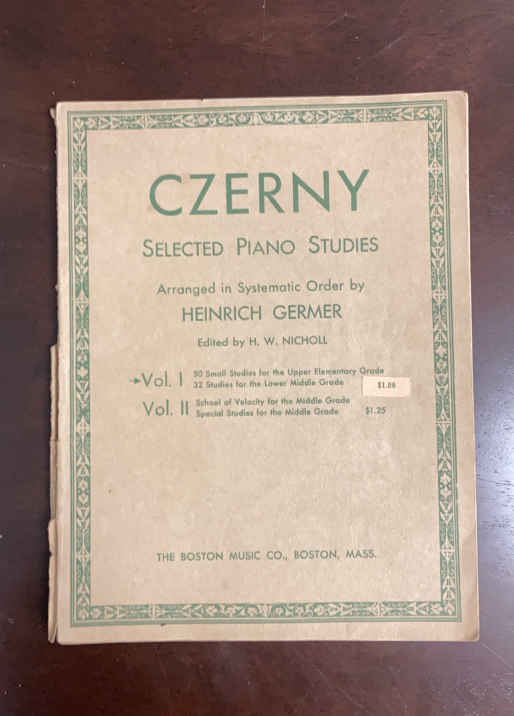 CZERNY
SELECTED PIANO STUDIES
Arranged in Systematic Order by
HEINRICH GERMER
Edited by H. W. NICHOLL
→Vol. I 50 Small Studies for the Upper Elementary Grade
32 Studies for the Lower Middle Grade $1.00
Vol. II School of Velocity for the Middle Grade
Special Studies for the Middle Grade $1.25
THE BOSTON MUSIC CO., BOSTON, MASS.